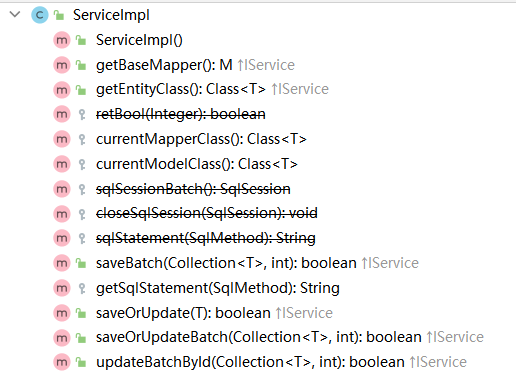 ServiceImpl
ServiceImpl()
getBaseMapper(): M ↑IService
getEntityClass(): Class<T> ↑IService
retBool(Integer): boolean
currentMapperClass(): Class<T>
currentModelClass(): Class<T>
sqlSessionBatch(): SqlSession
closeSqlSession(SqlSession): void
sqlStatement(SqlMethod): String
saveBatch(Collection<T>, int): boolean ↑IService
getSqlStatement(SqlMethod): String
saveOrUpdate(T): boolean ↑IService
saveOrUpdateBatch(Collection<T>, int): boolean ↑IService
updateBatchById(Collection<T>, int): boolean ↑IService